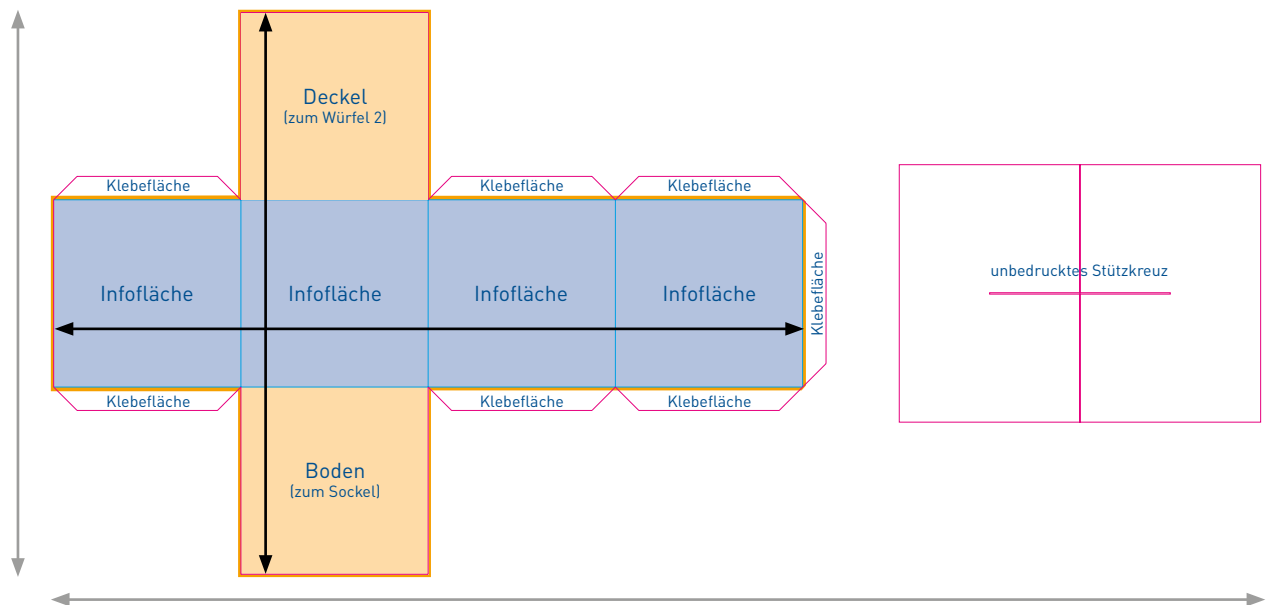 Deckel
(zum Würfel 2)
Klebefläche
Klebefläche
Klebefläche
Infofläche
Infofläche
Infofläche
Infofläche
Klebefläche
unbedrucktes Stützkreuz
Klebefläche
Klebefläche
Klebefläche
Boden
(zum Sockel)